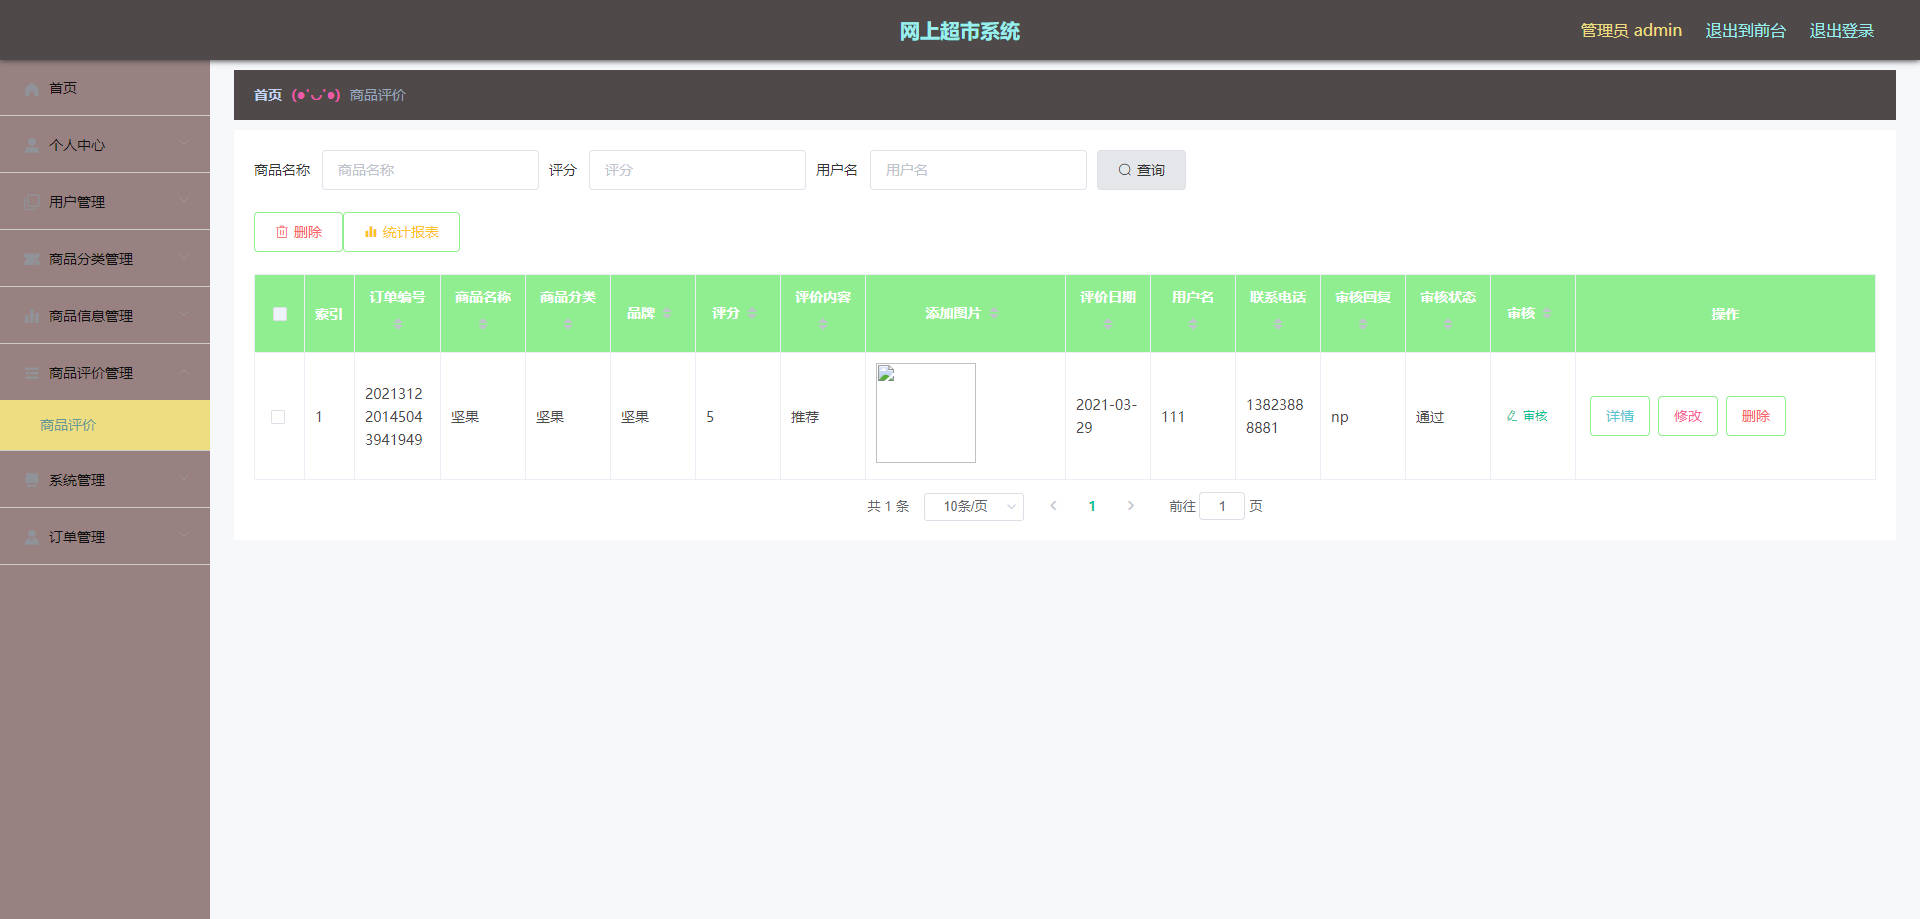 网上超市系统
管理员 admin 退出到前台 退出登录
首页
个人中心
用户管理
商品分类管理
商品信息管理
商品评价管理
商品评价
系统管理
订单管理
首页 (●'◡'●) 商品评价
商品名称 商品名称 评分 评分 用户名 用户名 查询
删除 统计报表
索引 订单编号 商品名称 商品分类 品牌 评分 评价内容 添加图片 评价日期 用户名 联系电话 审核回复 审核状态 审核 操作
1 2021312 坚果 坚果 坚果 5 推荐 2021-03- 111 1382388 np 通过 审核 详情 修改 删除
2014504 29 8881
3941949
共 1 条 10条/页 1 前往 1 页